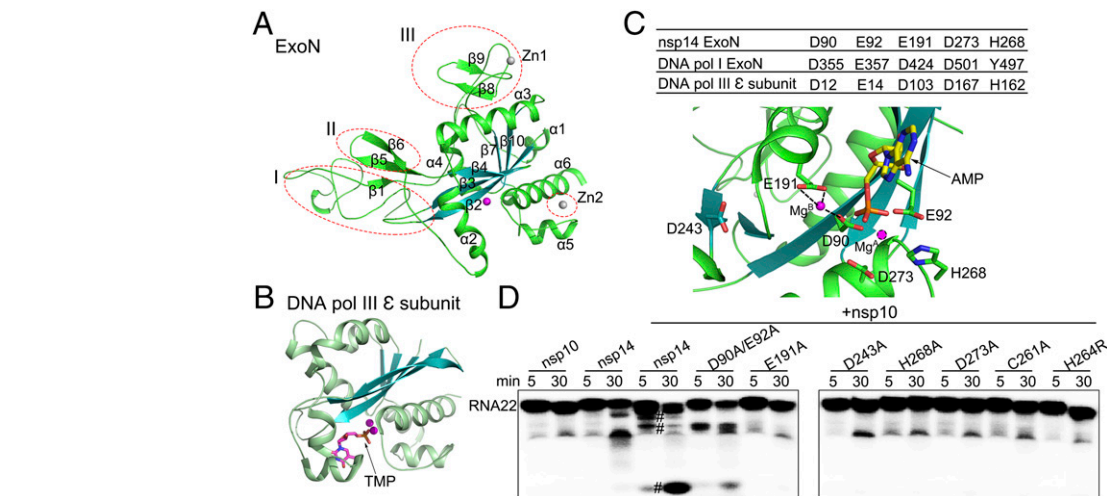 A
ExoN
III
β9
Zn1
β8
α3
II
β6
β7
β10
α1
β5
α4
β4
α6
I
β1
β3
Zn2
β2
α2
α5
B
DNA pol III Ɛ subunit
TMP
C
nsp14 ExoN D90 E92 E191 D273 H268
DNA pol I ExoN D355 E357 D424 D501 Y497
DNA pol III Ɛ subunit D12 E14 D103 D167 H162
E191
AMP
Mg^B
E92
D243
D90
Mg^A
D273
H268
D
+nsp10
nsp10 nsp14 nsp14 D90A/E92A E191A D243A H268A D273A C261A H264R
min 5 30 5 30 5 30 5 30 5 30 5 30 5 30 5 30 5 30 5 30
RNA22
#
#
#